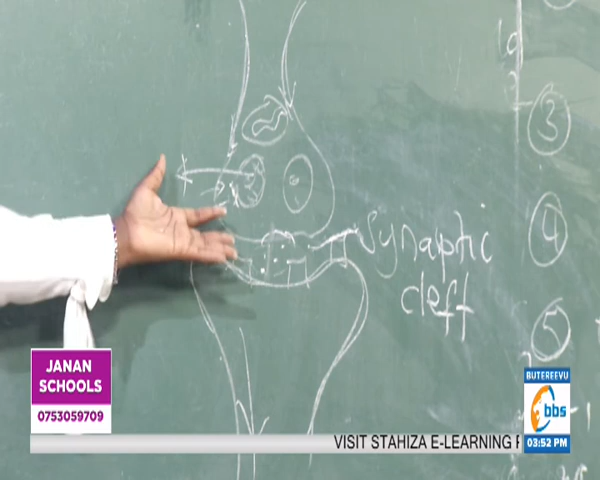 3
Synaptic
cleft
4
5
JANAN
SCHOOLS
0753059709
BUTEREEVU
bbs
03:52 PM
VISIT STAHIZA E-LEARNING